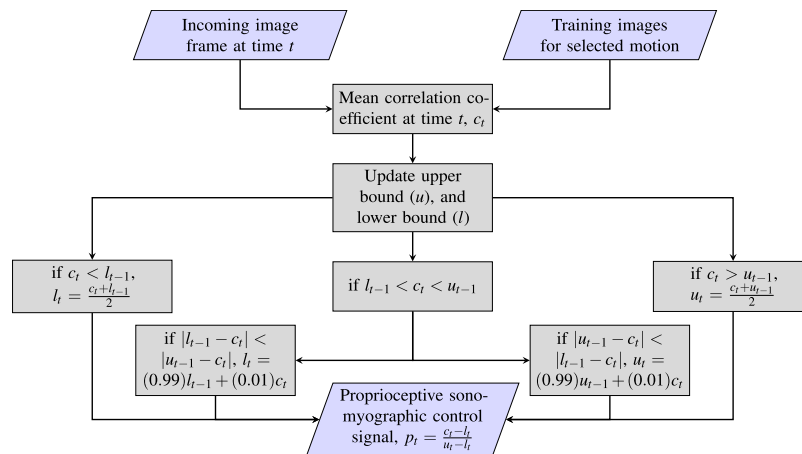 Incoming image
frame at time t
Training images
for selected motion
Mean correlation co-
efficient at time t, c_t
Update upper
bound (u), and
lower bound (l)
if c_t < l_{t−1},
l_t = \frac{c_t+l_{t−1}}{2}
if l_{t−1} < c_t < u_{t−1}
if c_t > u_{t−1},
u_t = \frac{c_t+u_{t−1}}{2}
if |l_{t−1} − c_t| <
|u_{t−1} − c_t|, l_t =
(0.99)l_{t−1} + (0.01)c_t
if |u_{t−1} − c_t| <
|l_{t−1} − c_t|, u_t =
(0.99)u_{t−1} + (0.01)c_t
Proprioceptive sono-
myographic control
signal, p_t = \frac{c_t−l_t}{u_t−l_t}